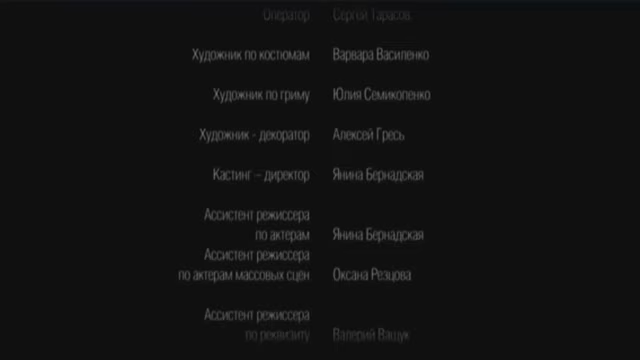 Оператор Сергей Тарасов
Художник по костюмам Варвара Василенко
Художник по гриму Юлия Семикопенко
Художник - декоратор Алексей Гресь
Кастинг – директор Янина Бернадская
Ассистент режиссера
по актерам Янина Бернадская
Ассистент режиссера
по актерам массовых сцен Оксана Резцова
Ассистент режиссера
по реквизиту Валерий Ващук